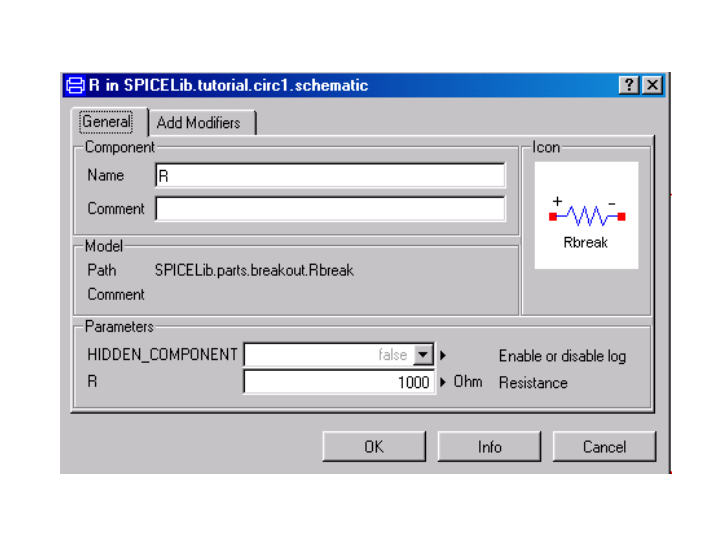 R in SPICELib.tutorial.circ1.schematic ? X
General Add Modifiers
Component
Name R
Comment
Icon
+ -
Rbreak
Model
Path SPICELib.parts.breakout.Rbreak
Comment
Parameters
HIDDEN_COMPONENT false Enable or disable log
R 1000 Ohm Resistance
OK Info Cancel